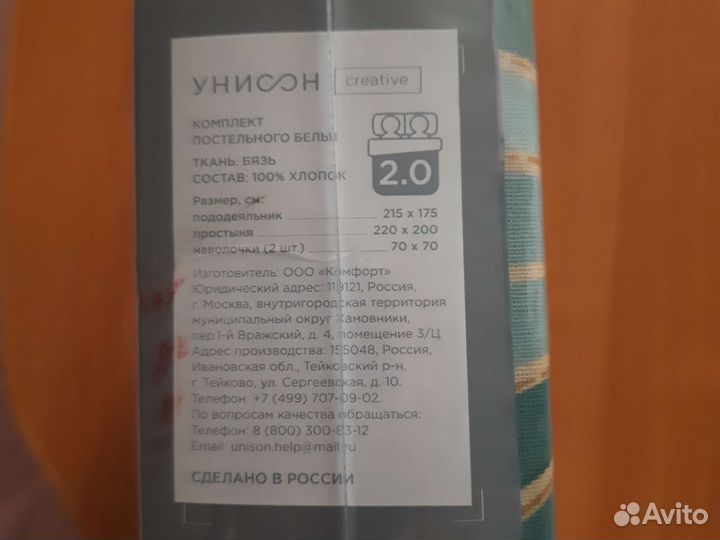 УНИСОН creative
КОМПЛЕКТ
ПОСТЕЛЬНОГО БЕЛЬЯ
ТКАНЬ: БЯЗЬ
СОСТАВ: 100% ХЛОПОК
2.0
Размер, см:
пододеяльник 215 x 175
простыня 220 x 200
наволочки (2 шт.) 70 x 70
Изготовитель: ООО «Комфорт»
Юридический адрес: 119121, Россия,
г. Москва, внутригородская территория
муниципальный округ Хамовники,
пер.1-й Вражский, д. 4, помещение 3/Ц
Адрес производства: 155048, Россия,
Ивановская обл., Тейковский р-н,
г. Тейково, ул. Сергеевская, д. 10.
Телефон: +7 (499) 707-09-02.
По вопросам качества обращаться:
Телефон: 8 (800) 300-83-12
Email: unison.help@mail.ru
СДЕЛАНО В РОССИИ
Avito